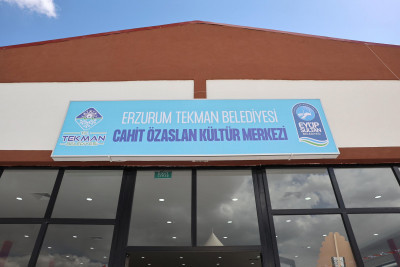 ERZURUM TEKMAN BELEDİYESİ
CAHİT ÖZASLAN KÜLTÜR MERKEZİ
TEKMAN
EYÜP
SULTAN